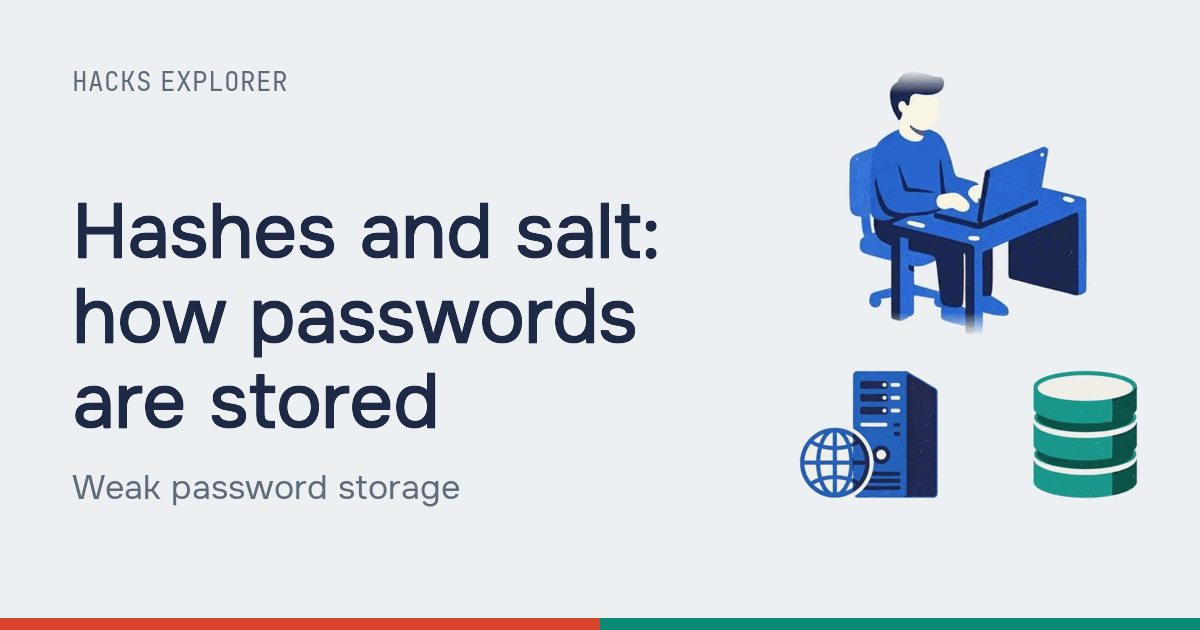 HACKS EXPLORER
Hashes and salt:
how passwords
are stored
Weak password storage